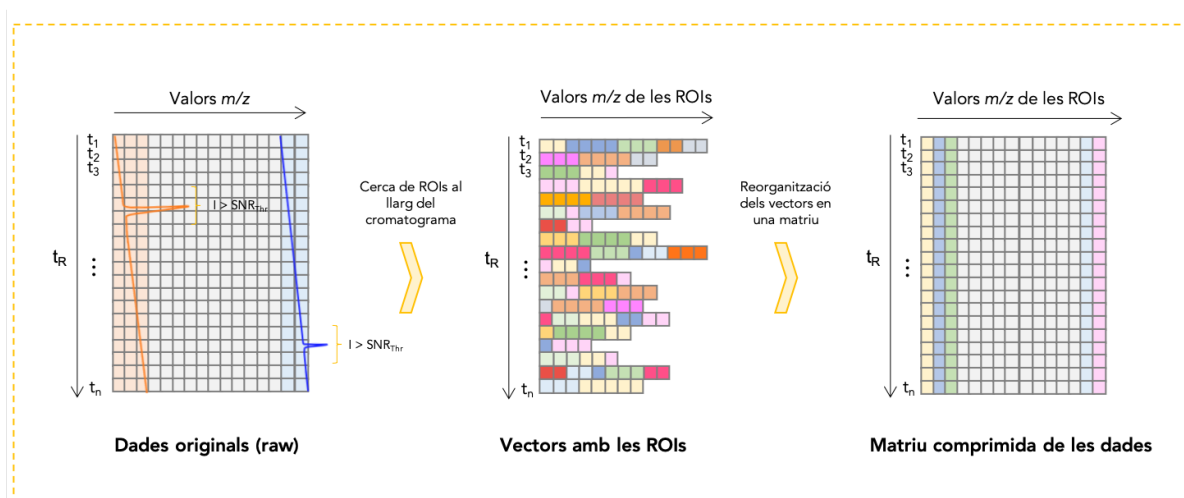 Valors m/z
t1
t2
t3
tR
⋮
tn
I > SNRThr
I > SNRThr
Dades originals (raw)
Cerca de ROIs al
llarg del
cromatograma
Valors m/z de les ROIs
t1
t2
t3
tR
⋮
tn
Vectors amb les ROIs
Reorganització
dels vectors en
una matriu
Valors m/z de les ROIs
t1
t2
t3
tR
⋮
tn
Matriu comprimida de les dades